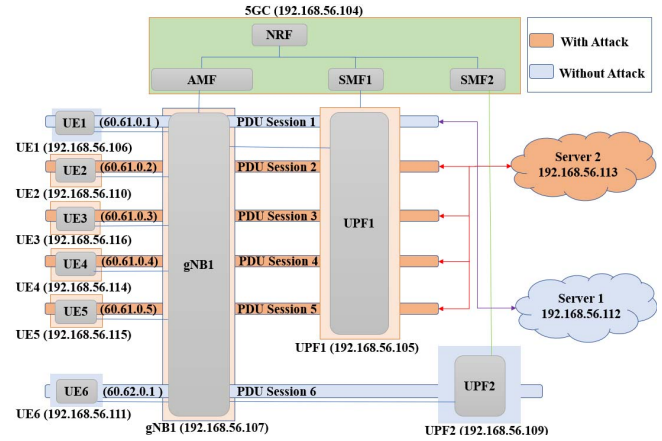 5GC (192.168.56.104)
NRF
AMF
SMF1
SMF2
With Attack
Without Attack
UE1
(60.61.0.1 )
PDU Session 1
UE1 (192.168.56.106)
UE2
(60.61.0.2)
PDU Session 2
UE2 (192.168.56.110)
UE3
(60.61.0.3)
PDU Session 3
UE3 (192.168.56.116)
UE4
(60.61.0.4)
PDU Session 4
UE4 (192.168.56.114)
UE5
(60.61.0.5)
PDU Session 5
UE5 (192.168.56.115)
UE6
(60.62.0.1 )
PDU Session 6
UE6 (192.168.56.111)
gNB1
gNB1 (192.168.56.107)
UPF1
UPF1 (192.168.56.105)
UPF2
UPF2 (192.168.56.109)
Server 2
192.168.56.113
Server 1
192.168.56.112